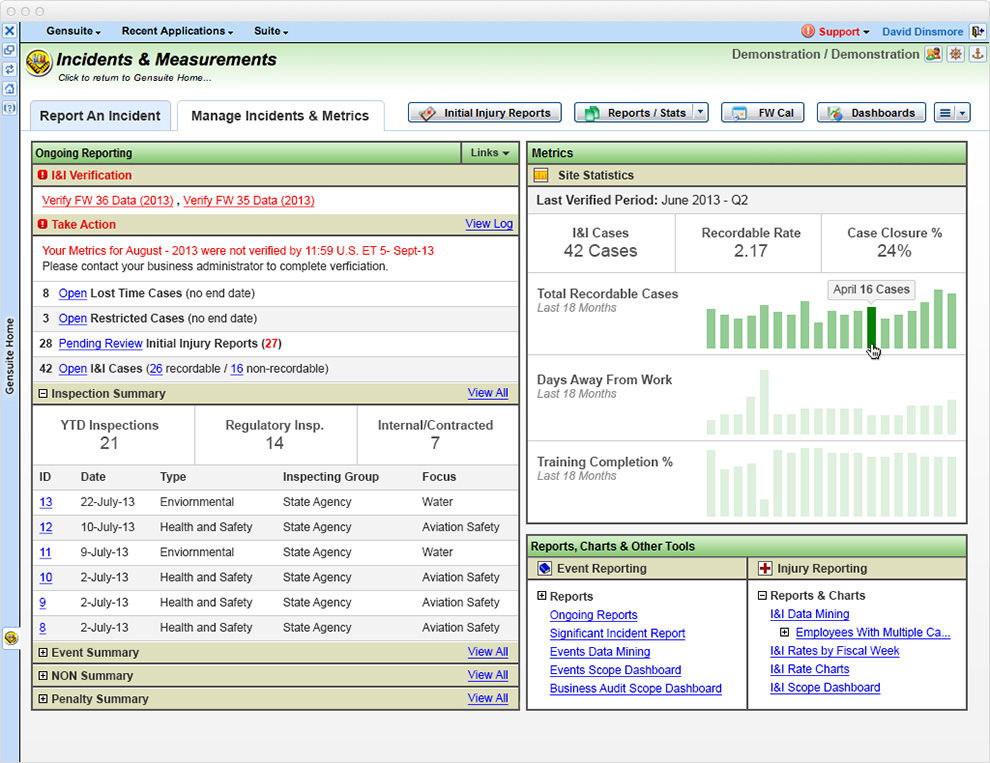 Gensuite Recent Applications Suite Support David Dinsmore
Incidents & Measurements
Click to return to Gensuite Home...
Demonstration / Demonstration
Report An Incident
Manage Incidents & Metrics
Initial Injury Reports
Reports / Stats
FW Cal
Dashboards
Gensuite Home
Ongoing Reporting Links
I&I Verification
Verify FW 36 Data (2013) , Verify FW 35 Data (2013)
Take Action View Log
Your Metrics for August - 2013 were not verified by 11:59 U.S. ET 5- Sept-13
Please contact your business administrator to complete verficiation.
8 Open Lost Time Cases (no end date)
3 Open Restricted Cases (no end date)
28 Pending Review Initial Injury Reports (27)
42 Open I&I Cases (26 recordable / 16 non-recordable)
Inspection Summary View All
YTD Inspections Regulatory Insp. Internal/Contracted
21 14 7
ID Date Type Inspecting Group Focus
13 22-July-13 Enviornmental State Agency Water
12 10-July-13 Health and Safety State Agency Aviation Safety
11 9-July-13 Enviornmental State Agency Water
10 2-July-13 Health and Safety State Agency Aviation Safety
9 2-July-13 Health and Safety State Agency Aviation Safety
8 2-July-13 Health and Safety State Agency Aviation Safety
Event Summary View All
NON Summary View All
Penalty Summary View All
Metrics
Site Statistics
Last Verified Period: June 2013 - Q2
I&I Cases Recordable Rate Case Closure %
42 Cases 2.17 24%
Total Recordable Cases
Last 18 Months
April 16 Cases
Days Away From Work
Last 18 Months
Training Completion %
Last 18 Months
Reports, Charts & Other Tools
Event Reporting
Reports
Ongoing Reports
Significant Incident Report
Events Data Mining
Events Scope Dashboard
Business Audit Scope Dashboard
Injury Reporting
Reports & Charts
I&I Data Mining
Employees With Multiple Ca...
I&I Rates by Fiscal Week
I&I Rate Charts
I&I Scope Dashboard